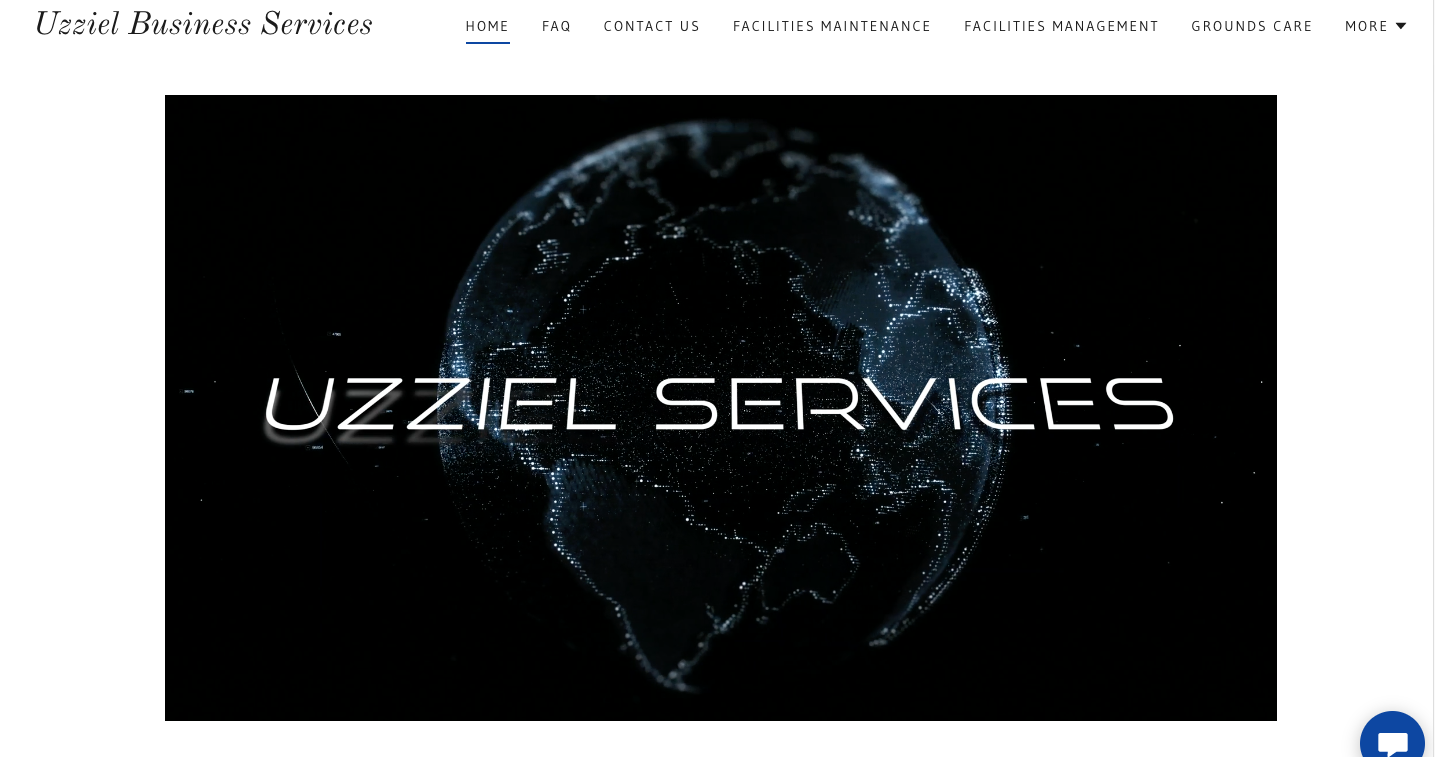 Uzziel Business Services
HOME
FAQ
CONTACT US
FACILITIES MAINTENANCE
FACILITIES MANAGEMENT
GROUNDS CARE
MORE
UZZIEL SERVICES